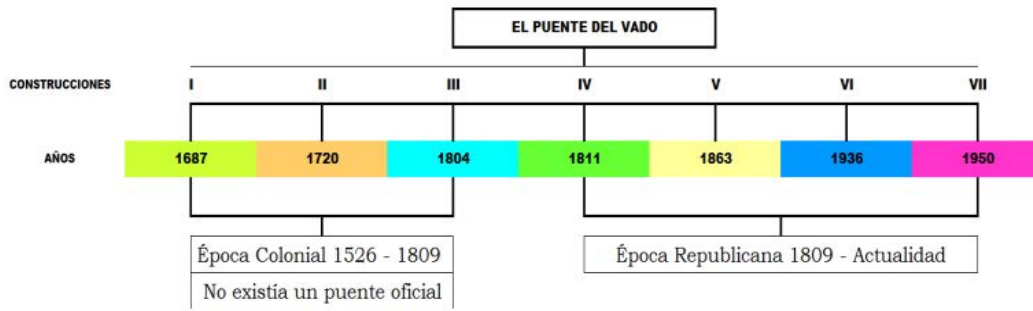 EL PUENTE DEL VADO
CONSTRUCCIONES I II III IV V VI VII
AÑOS 1687 1720 1804 1811 1863 1936 1950
Época Colonial 1526 - 1809 Época Republicana 1809 - Actualidad
No existía un puente oficial